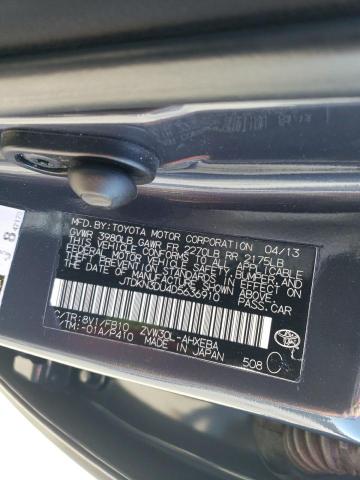 MFD.BY:TOYOTA MOTOR CORPORATION 04/13
GVWR 3980LB GAWR FR 2270LB RR 2175LB
THIS VEHICLE CONFORMS TO ALL APPLICABLE
FEDERAL MOTOR VEHICLE SAFETY, BUMPER, AND
THEFT PREVENTION STANDARDS IN EFFECT ON
THE DATE OF MANUFACTURE SHOWN ABOVE.
JTDKN3DU4D5636910 PASS.CAR
C/TR:8V1/FB10 ZVW30L-AHXEBA
A/TM:-01A/P410 MADE IN JAPAN 508 C